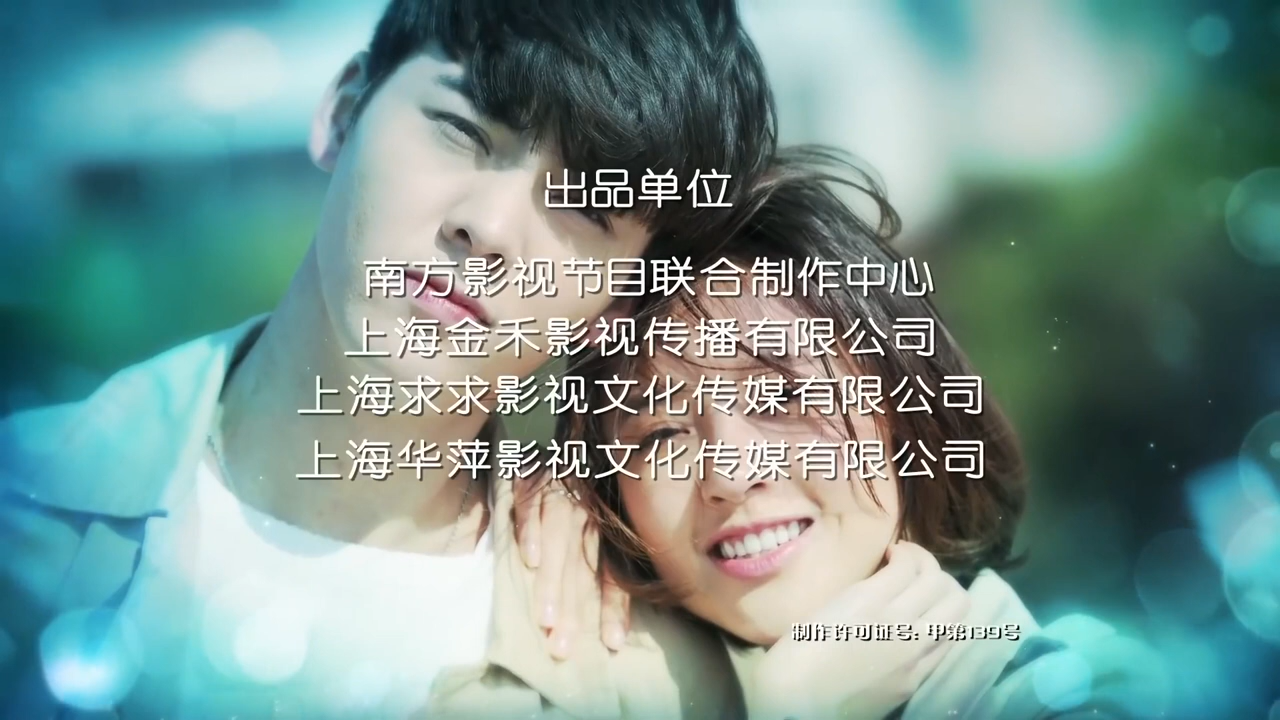 出品单位
南方影视节目联合制作中心
上海金禾影视传播有限公司
上海求求影视文化传媒有限公司
上海华萍影视文化传媒有限公司
制作许可证号: 甲第139号